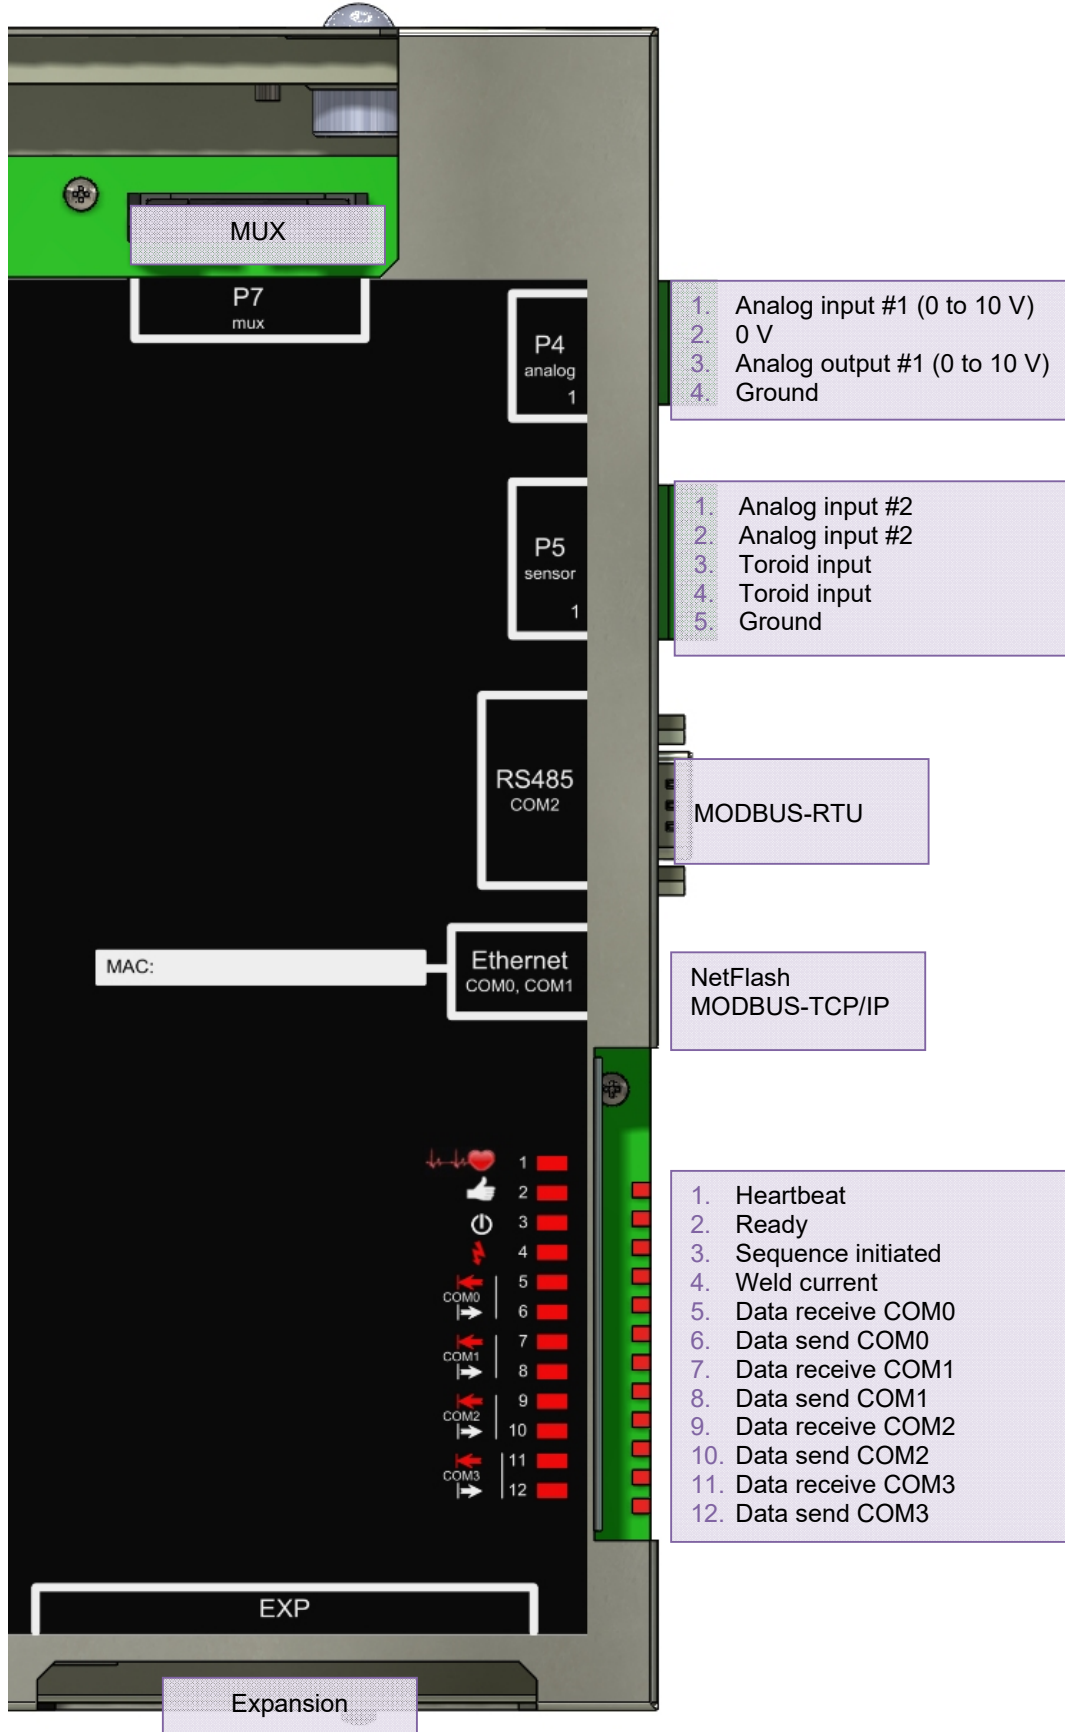 MUX
P7
mux
P4
analog
1
1. Analog input #1 (0 to 10 V)
2. 0 V
3. Analog output #1 (0 to 10 V)
4. Ground
P5
sensor
1
1. Analog input #2
2. Analog input #2
3. Toroid input
4. Toroid input
5. Ground
RS485
COM2
MODBUS-RTU
MAC:
Ethernet
COM0, COM1
NetFlash
MODBUS-TCP/IP
1
2
3
4
COM0
5
6
COM1
7
8
COM2
9
10
COM3
11
12
1. Heartbeat
2. Ready
3. Sequence initiated
4. Weld current
5. Data receive COM0
6. Data send COM0
7. Data receive COM1
8. Data send COM1
9. Data receive COM2
10. Data send COM2
11. Data receive COM3
12. Data send COM3
EXP
Expansion